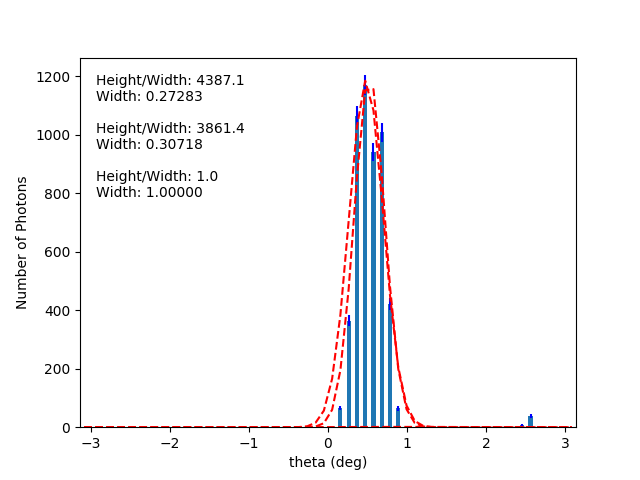 Height/Width: 4387.1
Width: 0.27283
Height/Width: 3861.4
Width: 0.30718
Height/Width: 1.0
Width: 1.00000
Number of Photons
1200
1000
800
600
400
200
0
−3
−2
−1
0
1
2
3
theta (deg)